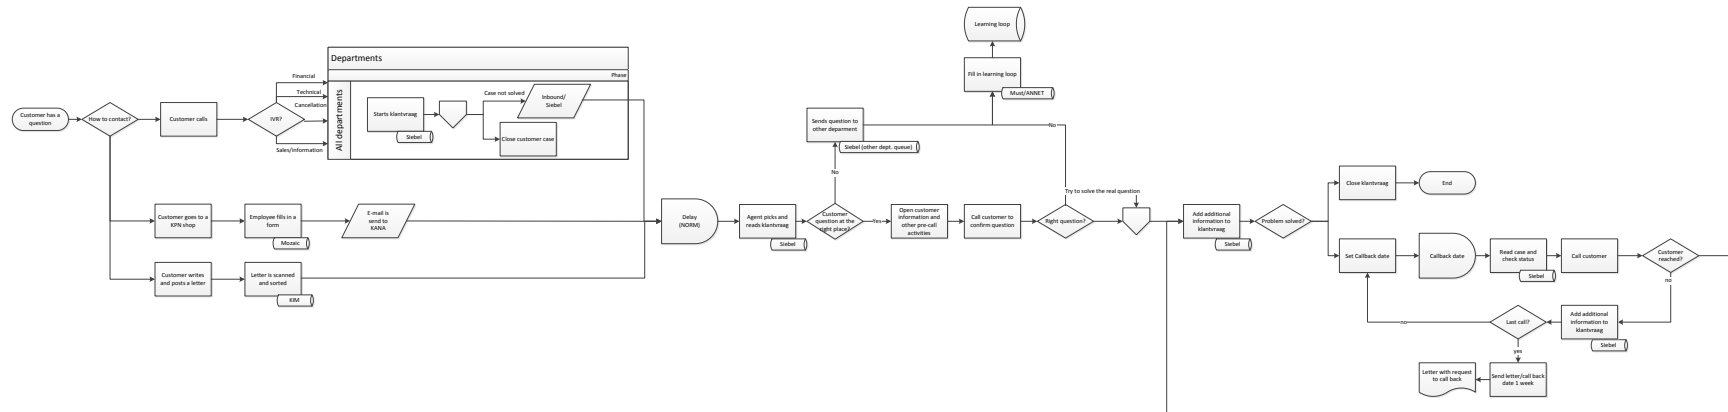 Learning loop
Departments
Phase
Fill in learning loop
Must/ANNET
Financial
Technical
Cancellation
Sales/information
All departments
Case not solved
Inbound/
Siebel
Starts klantvraag
Siebel
Close customer case
Customer has a
question
How to contact?
Customer calls
IVR?
Sends question to
other deparment
Siebel (other dept. queue)
No
No
Try to solve the real question
Close klantvraag
End
Customer goes to a
KPN shop
Employee fills in a
form
Mozaic
E-mail is
send to
KANA
Delay
(NORM)
Agent picks and
reads klantvraag
Siebel
Customer
question at the
right place?
Yes
Open customer
information and
other pre-call
activities
Call customer to
confirm question
Right question?
Add additional
information to
klantvraag
Siebel
Problem solved?
Set Callback date
Callback date
Read case and
check status
Siebel
Call customer
Customer
reached?
no
Customer writes
and posts a letter
Letter is scanned
and sorted
KIM
no
Last call?
Add additional
information to
klantvraag
Siebel
yes
Letter with request
to call back
Send letter/call back
date 1 week